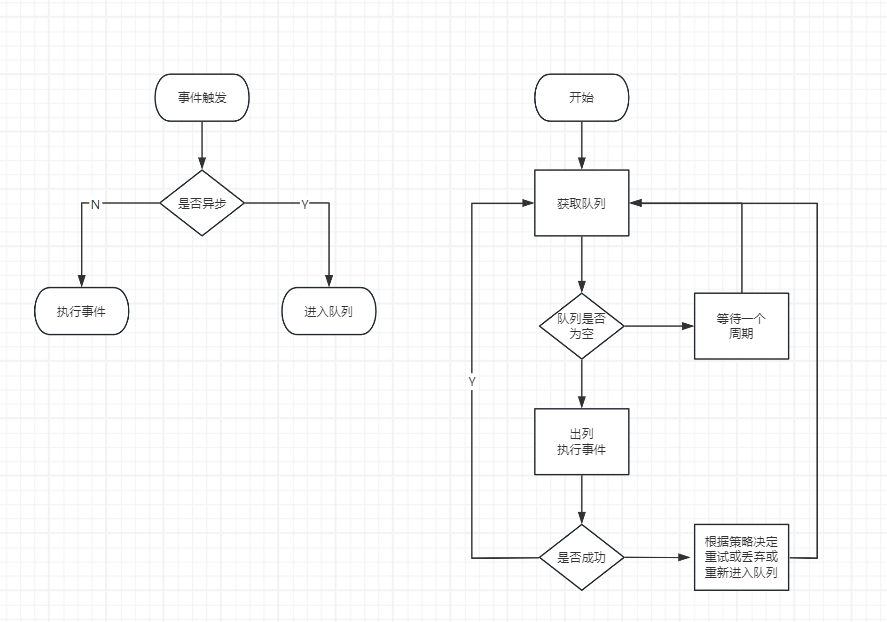 事件触发
是否异步
N
Y
执行事件
进入队列
开始
获取队列
队列是否
为空
等待一个
周期
Y
出列
执行事件
是否成功
根据策略决定
重试或丢弃或
重新进入队列